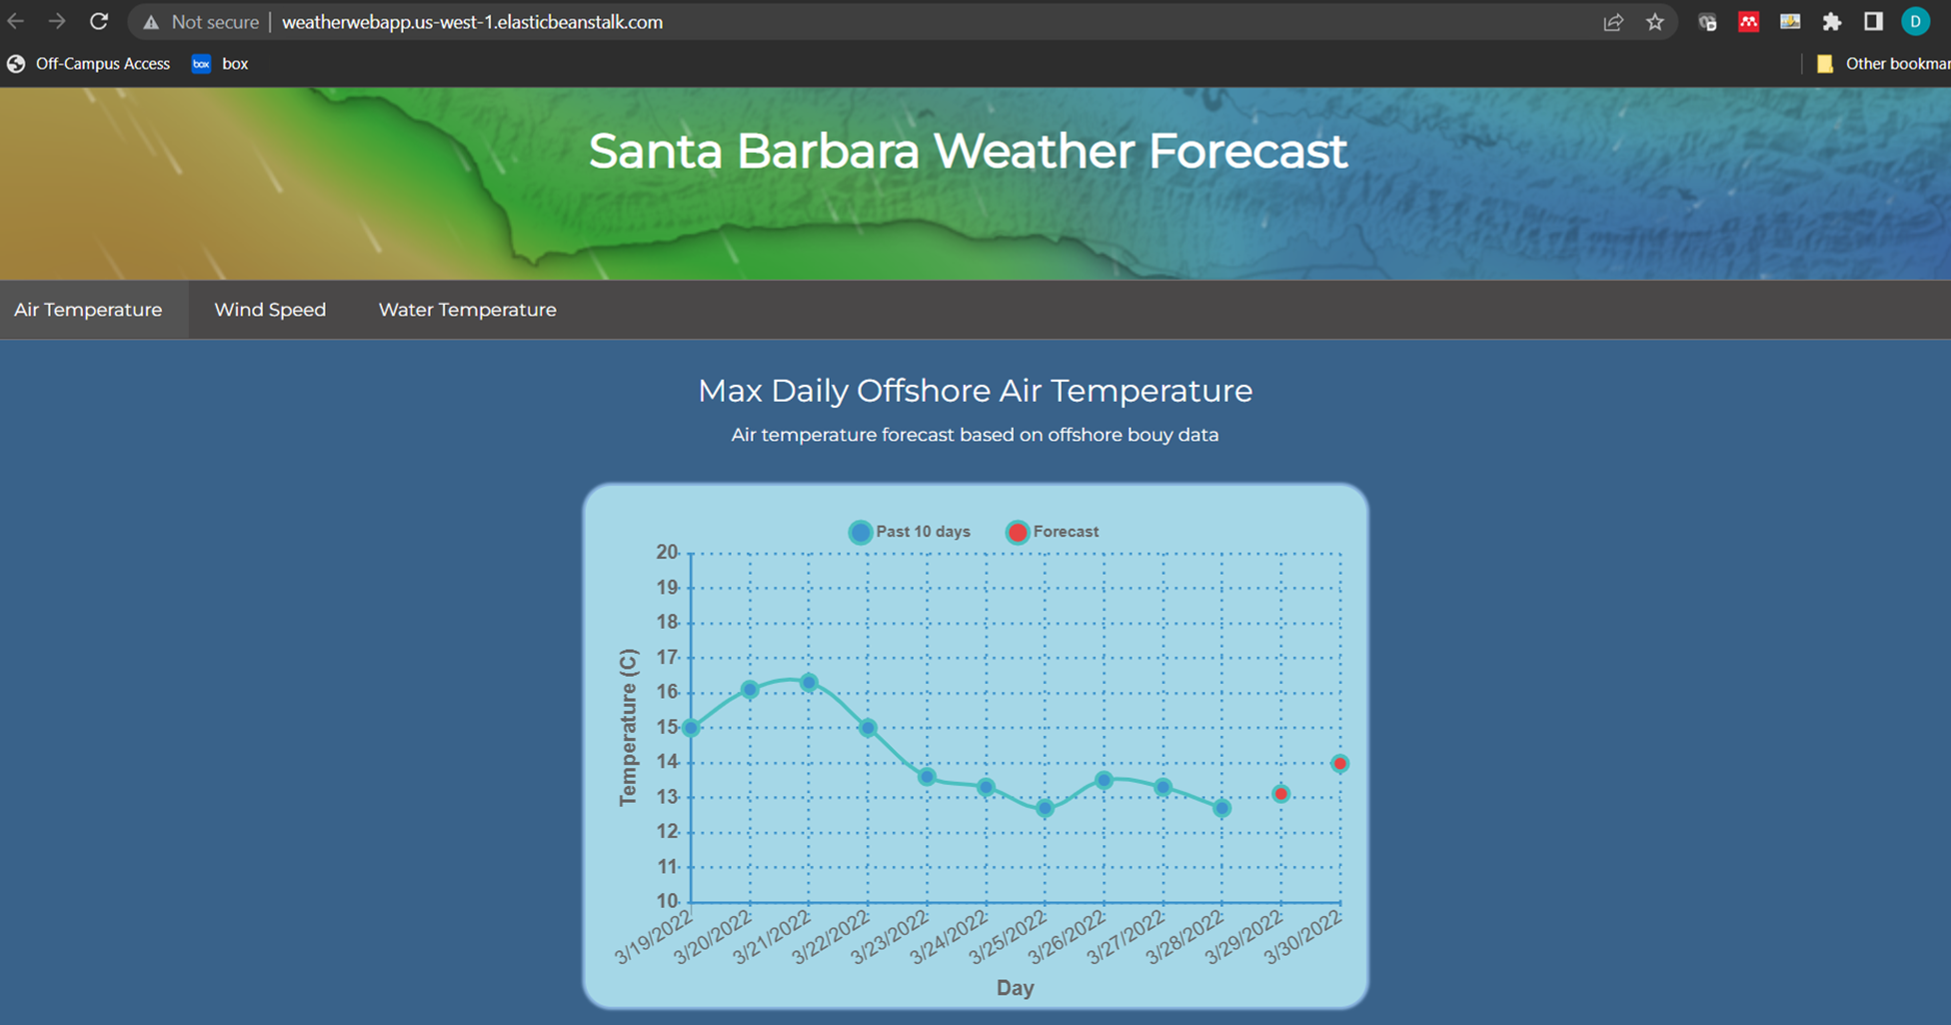 Not secure | weatherwebapp.us-west-1.elasticbeanstalk.com
D
Off-Campus Access box box Other bookmar
Santa Barbara Weather Forecast
Air Temperature Wind Speed Water Temperature
Max Daily Offshore Air Temperature
Air temperature forecast based on offshore bouy data
Past 10 days Forecast
20
19
18
17
16
15
14
13
12
11
10
Temperature (C)
3/19/2022 3/20/2022 3/21/2022 3/22/2022 3/23/2022 3/24/2022 3/25/2022 3/26/2022 3/27/2022 3/28/2022 3/29/2022 3/30/2022
Day